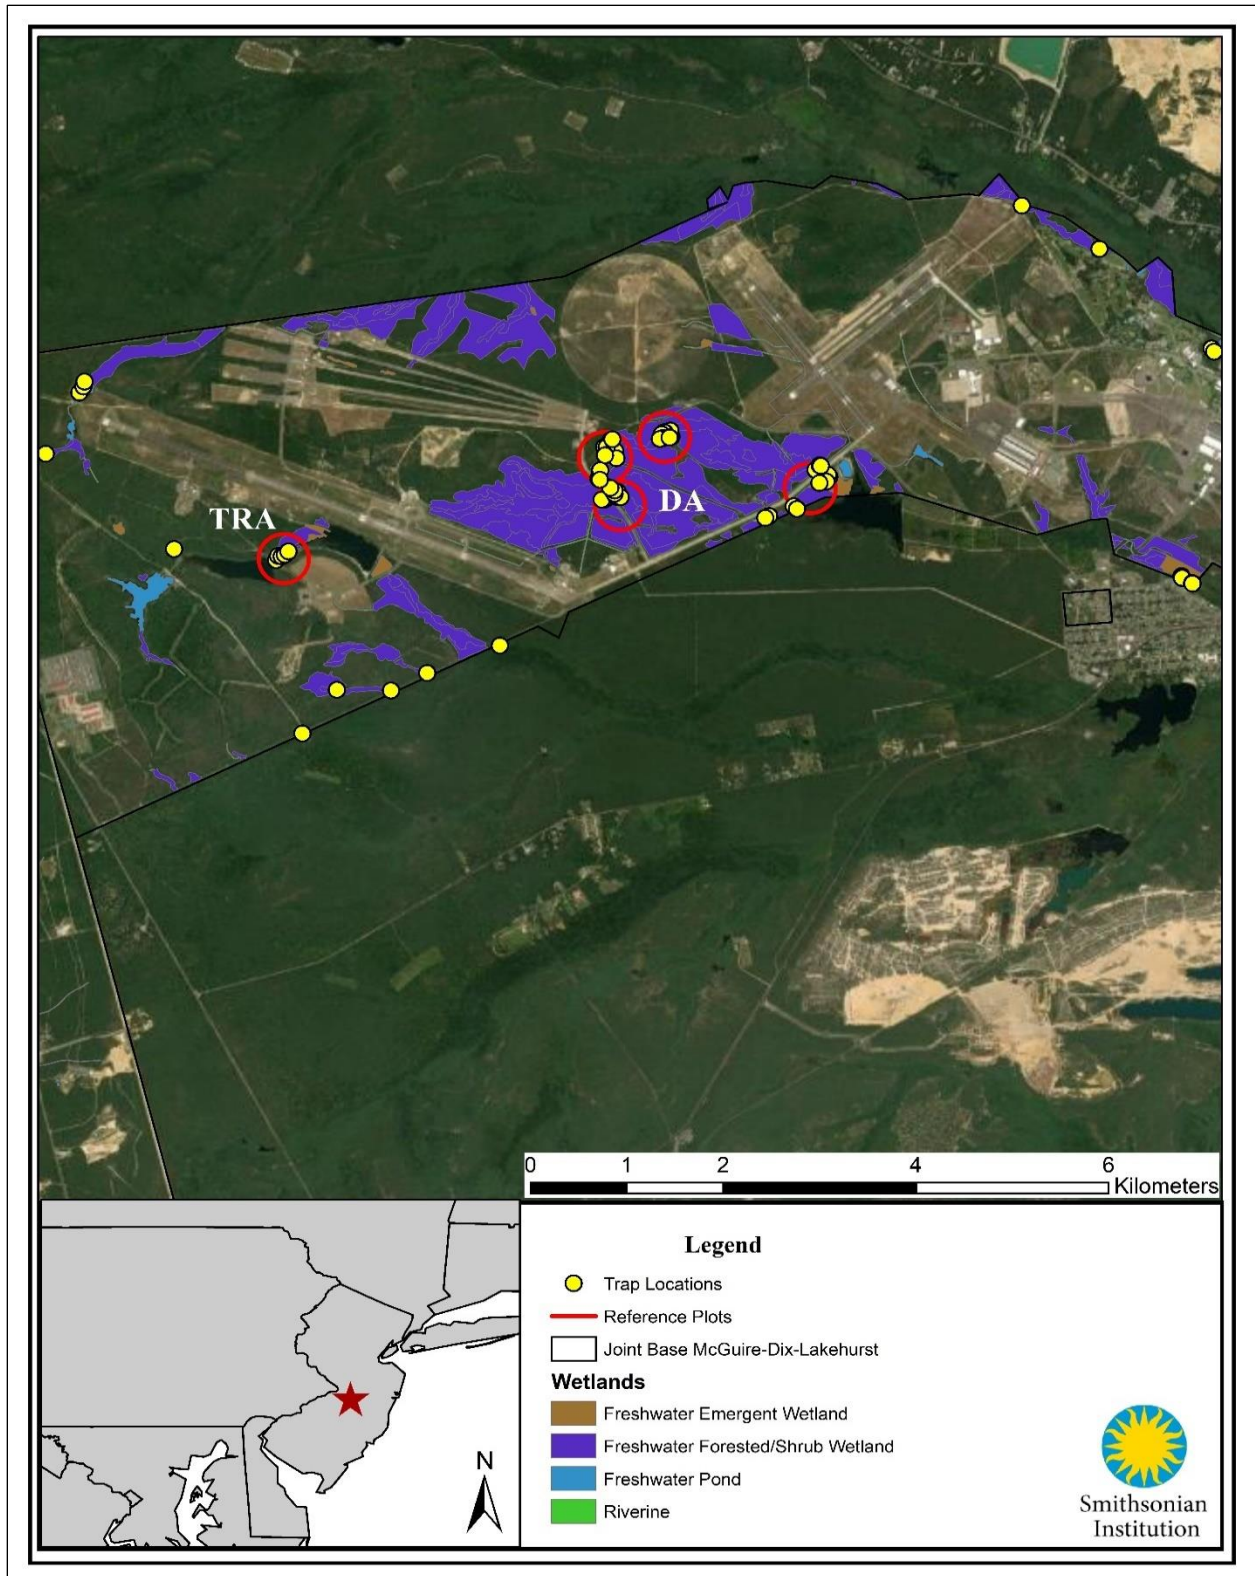 TRA
DA
0 1 2 4 6
Kilometers
Legend
Trap Locations
Reference Plots
Joint Base McGuire-Dix-Lakehurst
Wetlands
Freshwater Emergent Wetland
Freshwater Forested/Shrub Wetland
Freshwater Pond
Riverine
N
Smithsonian
Institution